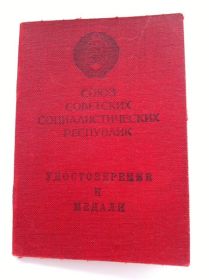 СОЮЗ
СОВЕТСКИХ
СОЦИАЛИСТИЧЕСКИХ
РЕСПУБЛИК
УДОСТОВЕРЕНИЕ
К
МЕДАЛИ